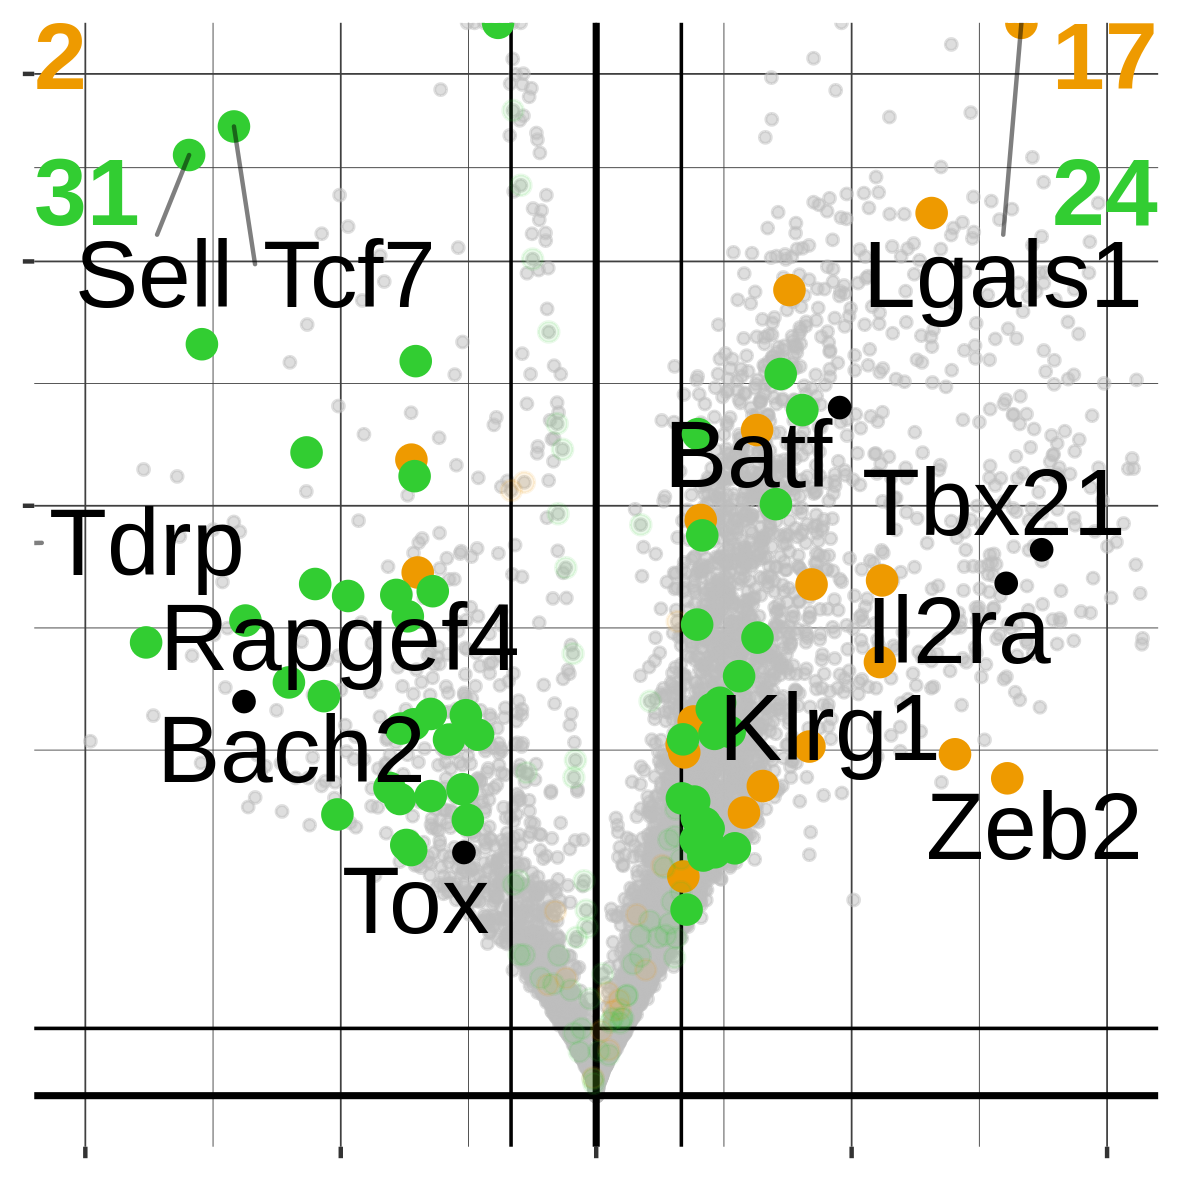 2 17
31 24
Sell Tcf7 Lgals1
Batf
Tbx21
Tdrp
Il2ra
Rapgef4
Klrg1
Bach2
Zeb2
Tox